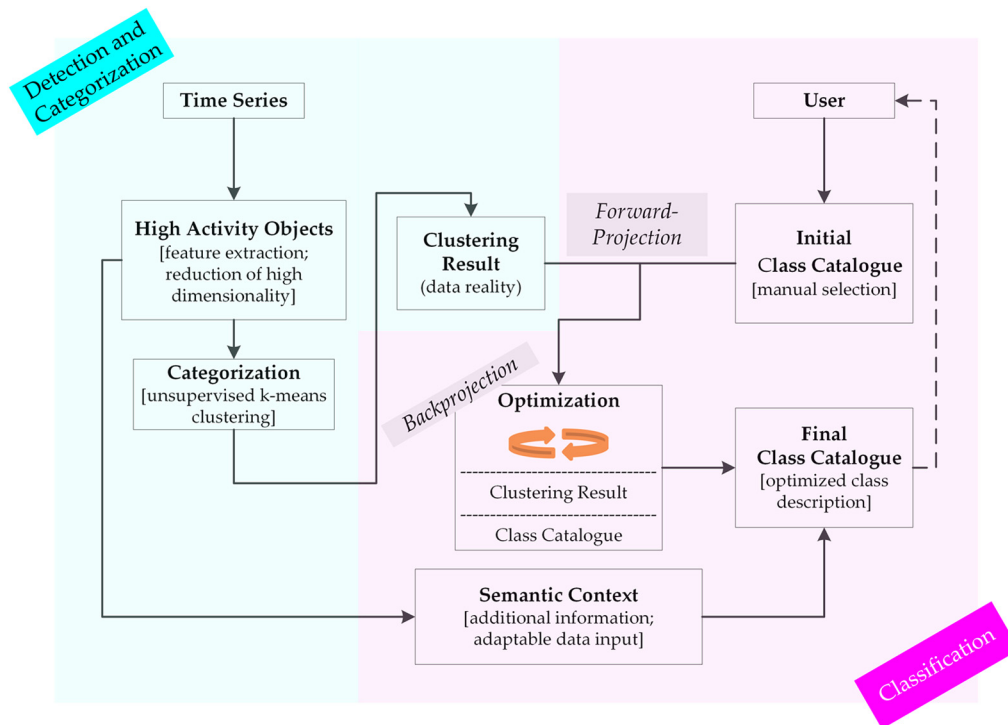 Detection and
Categorization
Time Series
High Activity Objects
[feature extraction;
reduction of high
dimensionality]
Categorization
[unsupervised k-means
clustering]
Clustering
Result
(data reality)
Forward-
Projection
User
Initial
Class Catalogue
[manual selection]
Backprojection
Optimization
Clustering Result
Class Catalogue
Final
Class Catalogue
[optimized class
description]
Semantic Context
[additional information;
adaptable data input]
Classification